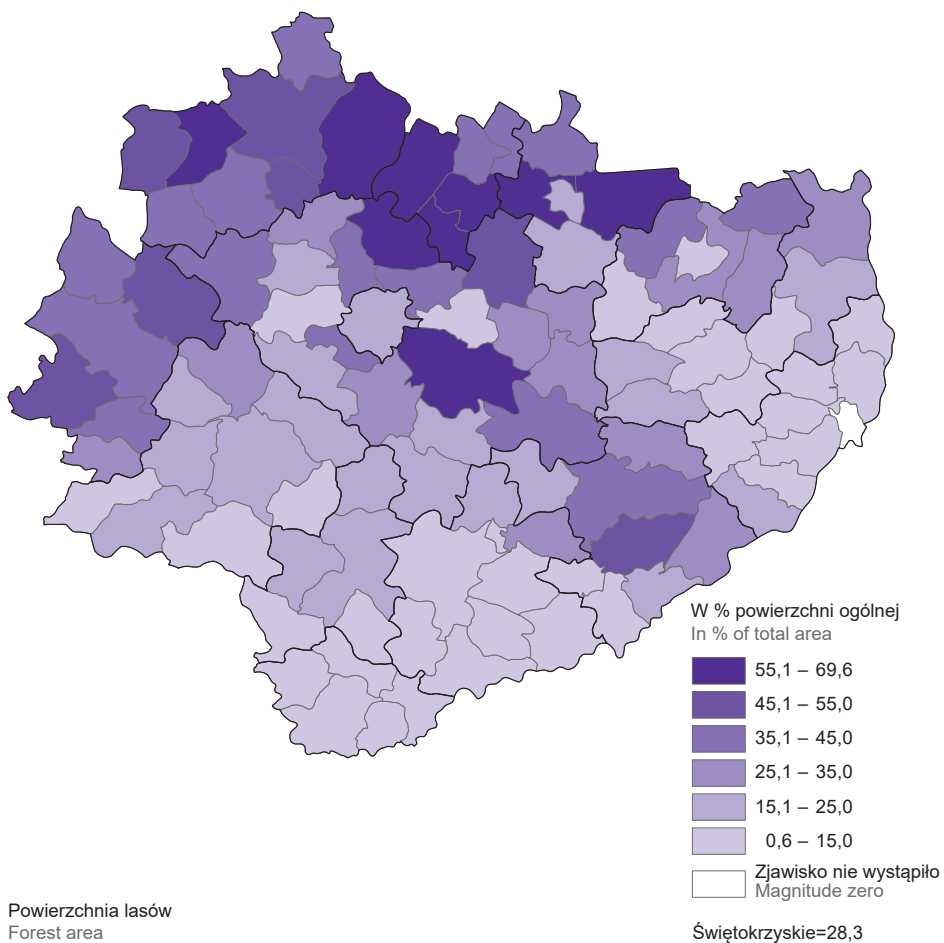 W % powierzchni ogólnej
In % of total area
55,1 – 69,6
45,1 – 55,0
35,1 – 45,0
25,1 – 35,0
15,1 – 25,0
0,6 – 15,0
Zjawisko nie wystąpiło
Magnitude zero
Powierzchnia lasów
Forest area
Świętokrzyskie=28,3